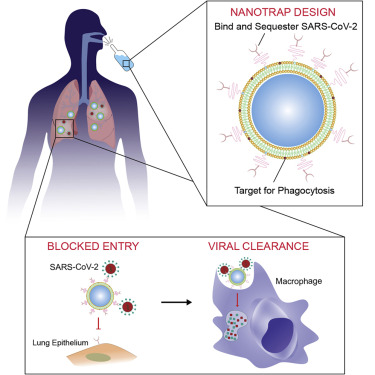 NANOTRAP DESIGN
Bind and Sequester SARS-CoV-2
Target for Phagocytosis
BLOCKED ENTRY
SARS-CoV-2
Lung Epithelium
VIRAL CLEARANCE
Macrophage